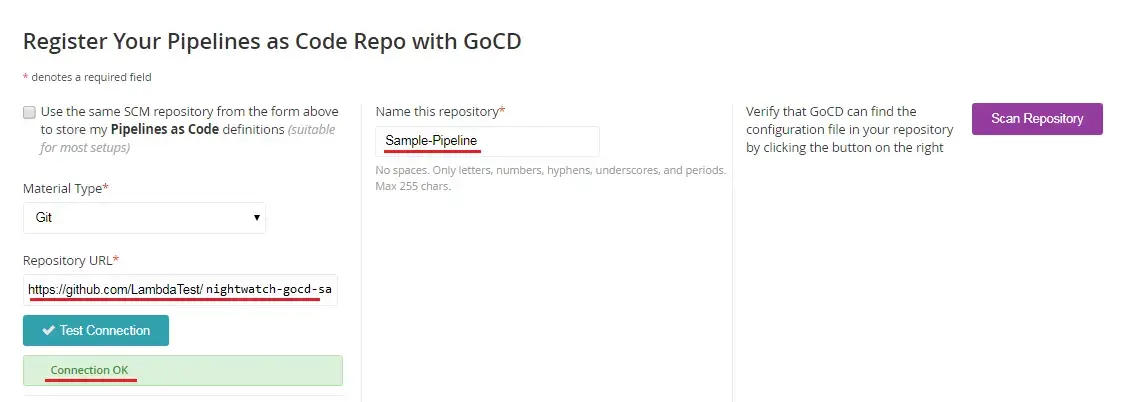 Register Your Pipelines as Code Repo with GoCD
* denotes a required field
Use the same SCM repository from the form above
to store my Pipelines as Code definitions (suitable
for most setups)
Material Type*
Git
Repository URL*
https://github.com/LambdaTest/nightwatch-gocd-sa
Test Connection
Connection OK
Name this repository*
Sample-Pipeline
No spaces. Only letters, numbers, hyphens, underscores, and periods.
Max 255 chars.
Verify that GoCD can find the
configuration file in your repository
by clicking the button on the right
Scan Repository